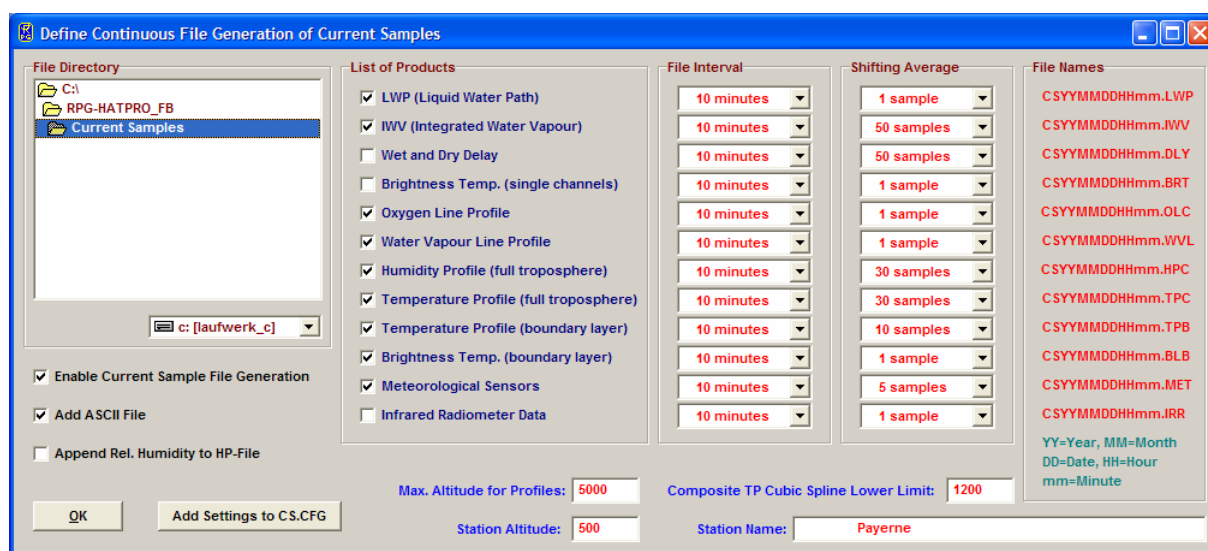 Define Continuous File Generation of Current Samples
File Directory
C:\
RPG-HATPRO_FB
Current Samples
c: [laufwerk_c]
Enable Current Sample File Generation
Add ASCII File
Append Rel. Humidity to HP-File
OK
Add Settings to CS.CFG
List of Products File Interval Shifting Average File Names
LWP (Liquid Water Path) 10 minutes 1 sample CSYYMMDDHHmm.LWP
IWV (Integrated Water Vapour) 10 minutes 50 samples CSYYMMDDHHmm.IWV
Wet and Dry Delay 10 minutes 50 samples CSYYMMDDHHmm.DLY
Brightness Temp. (single channels) 10 minutes 1 sample CSYYMMDDHHmm.BRT
Oxygen Line Profile 10 minutes 1 sample CSYYMMDDHHmm.OLC
Water Vapour Line Profile 10 minutes 1 sample CSYYMMDDHHmm.WVL
Humidity Profile (full troposphere) 10 minutes 30 samples CSYYMMDDHHmm.HPC
Temperature Profile (full troposphere) 10 minutes 30 samples CSYYMMDDHHmm.TPC
Temperature Profile (boundary layer) 10 minutes 10 samples CSYYMMDDHHmm.TPB
Brightness Temp. (boundary layer) 10 minutes 1 sample CSYYMMDDHHmm.BLB
Meteorological Sensors 10 minutes 5 samples CSYYMMDDHHmm.MET
Infrared Radiometer Data 10 minutes 1 sample CSYYMMDDHHmm.IRR
YY=Year, MM=Month
DD=Date, HH=Hour
mm=Minute
Max. Altitude for Profiles: 5000 Composite TP Cubic Spline Lower Limit: 1200
Station Altitude: 500 Station Name: Payerne